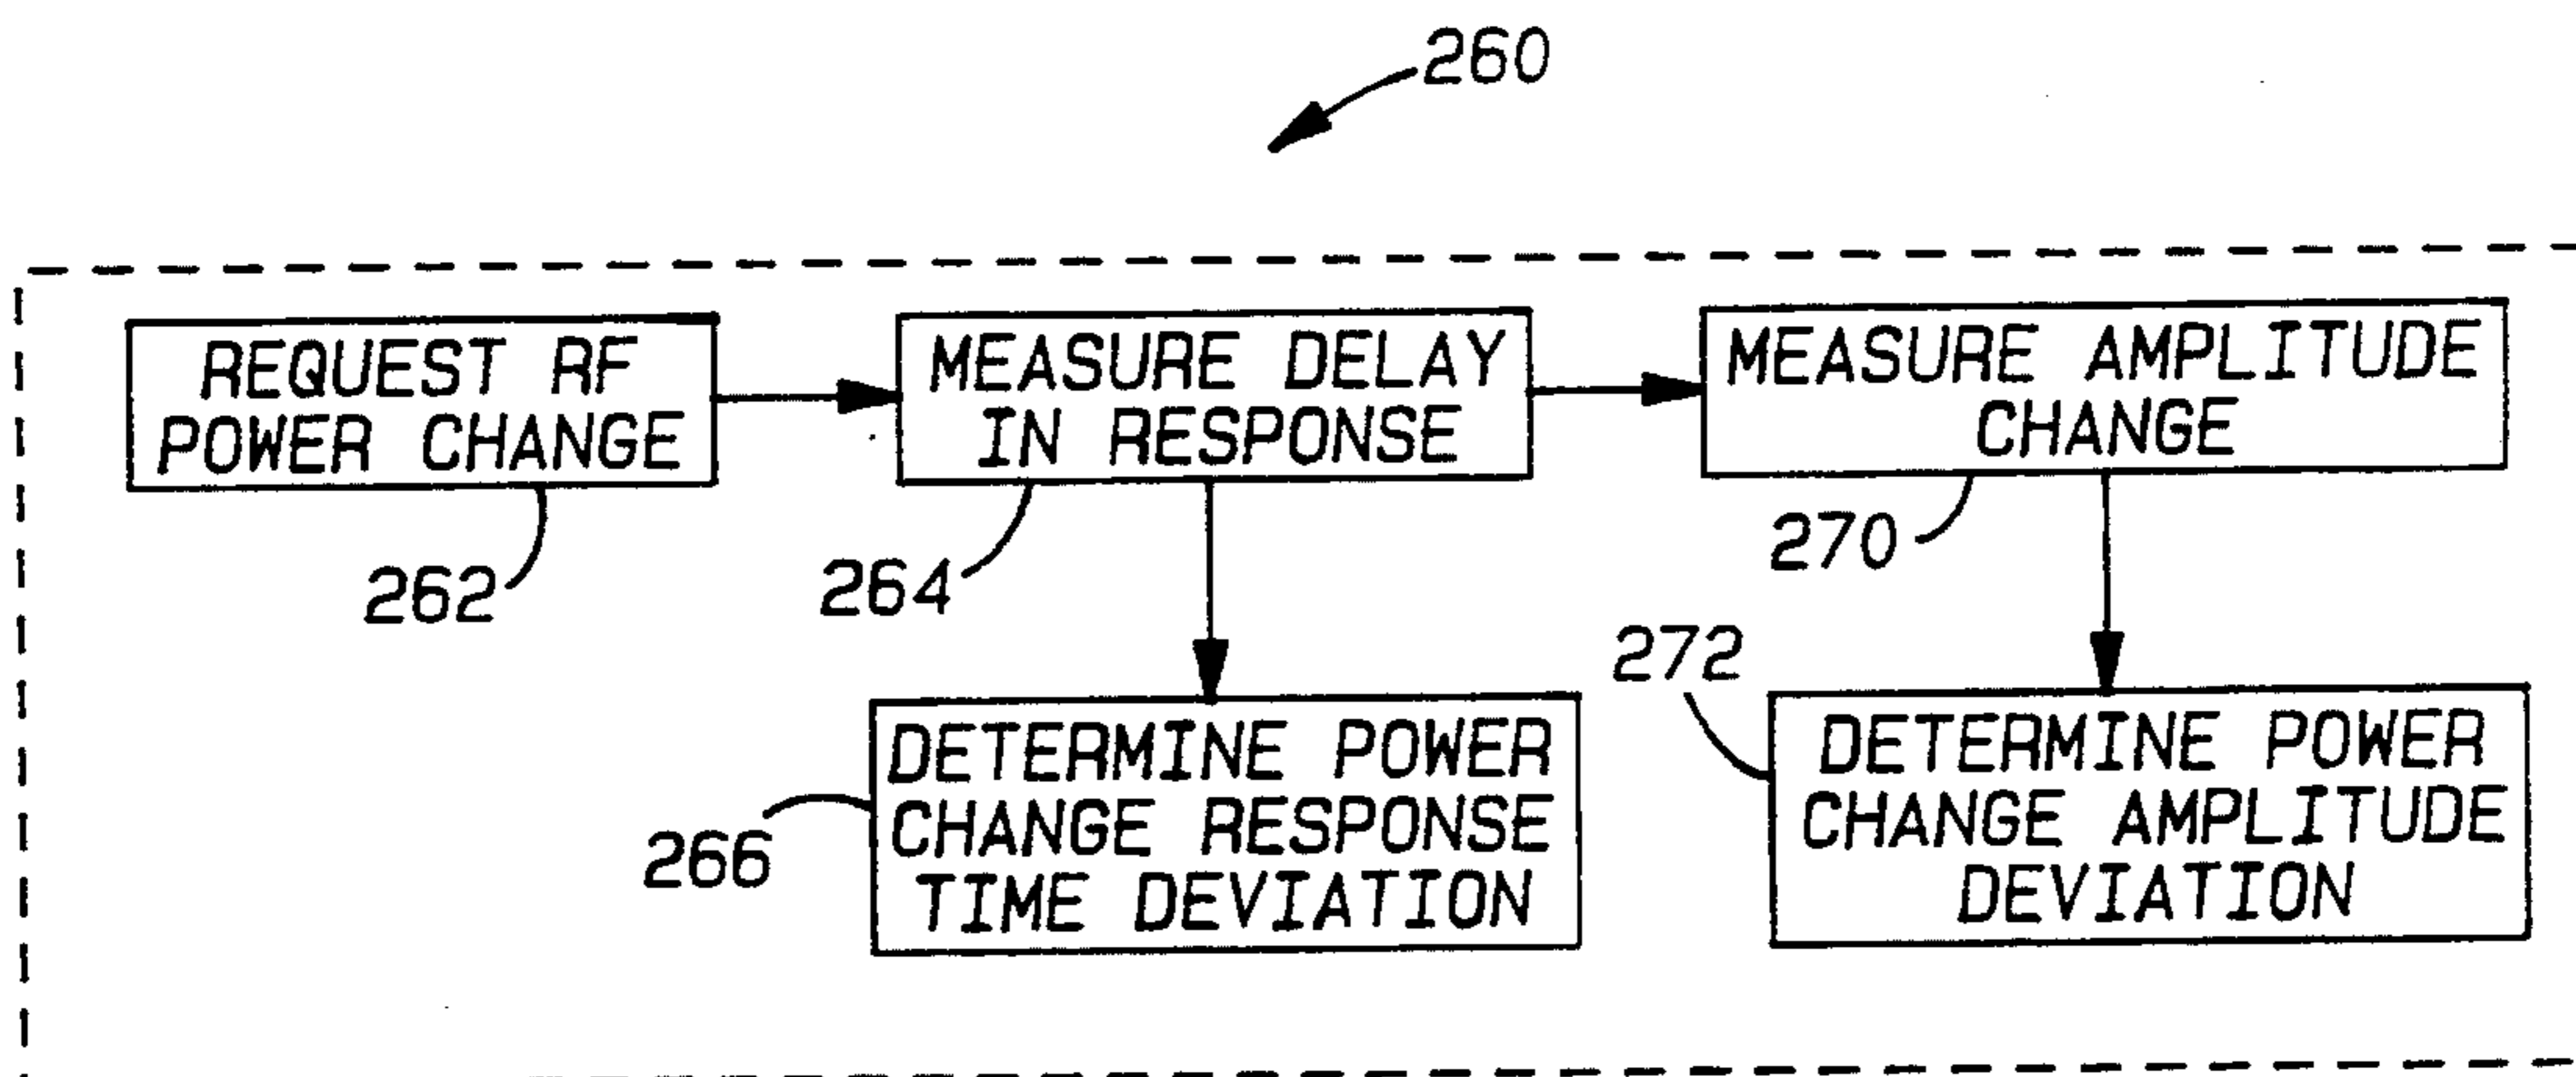 260
REQUEST RF
POWER CHANGE
262
MEASURE DELAY
IN RESPONSE
264
MEASURE AMPLITUDE
CHANGE
270
DETERMINE POWER
CHANGE RESPONSE
TIME DEVIATION
266
272
DETERMINE POWER
CHANGE AMPLITUDE
DEVIATION